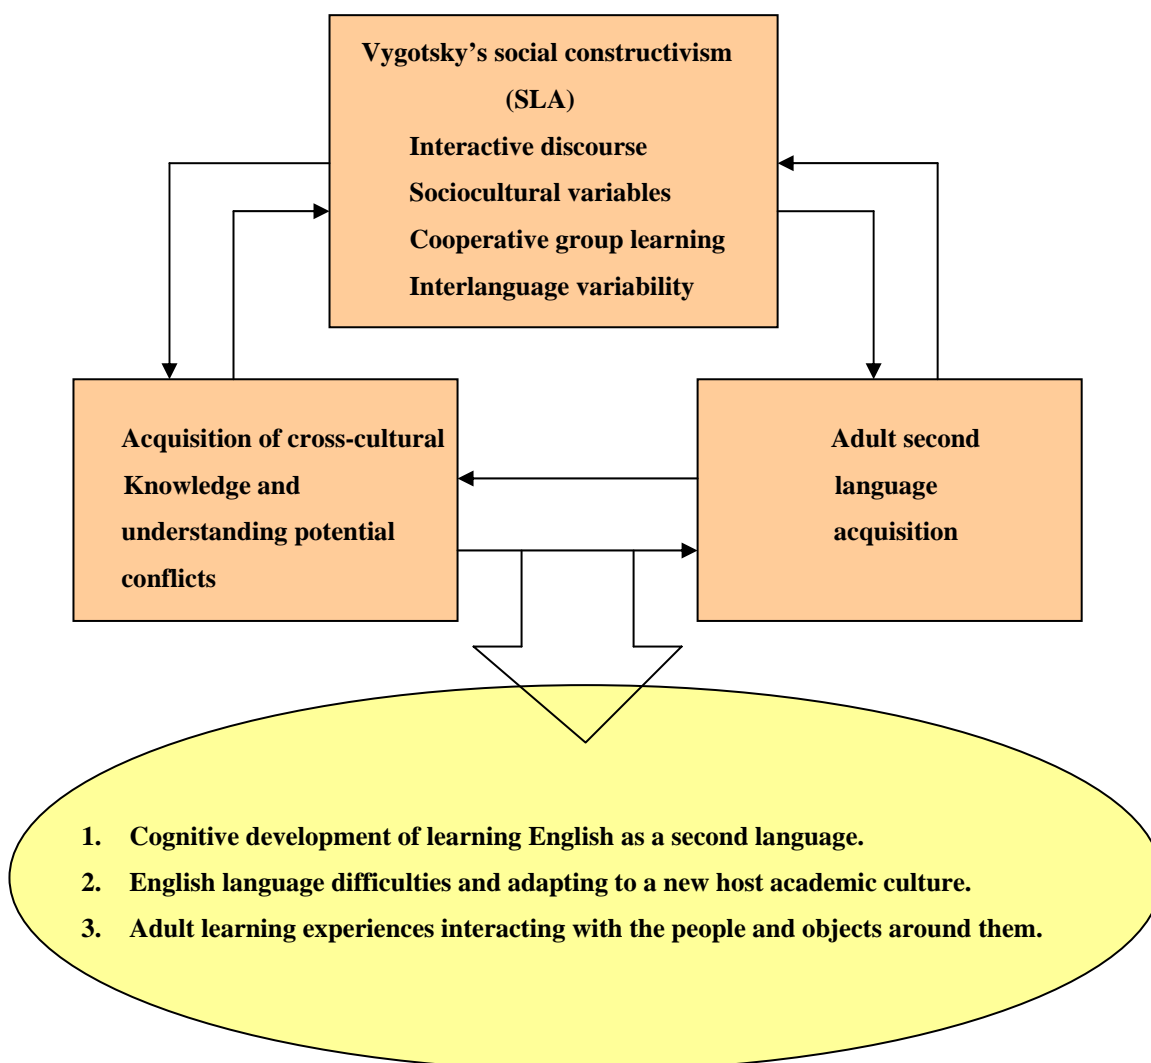 Vygotsky’s social constructivism
(SLA)
Interactive discourse
Sociocultural variables
Cooperative group learning
Interlanguage variability
Acquisition of cross-cultural
Knowledge and
understanding potential
conflicts
Adult second
language
acquisition
1. Cognitive development of learning English as a second language.
2. English language difficulties and adapting to a new host academic culture.
3. Adult learning experiences interacting with the people and objects around them.